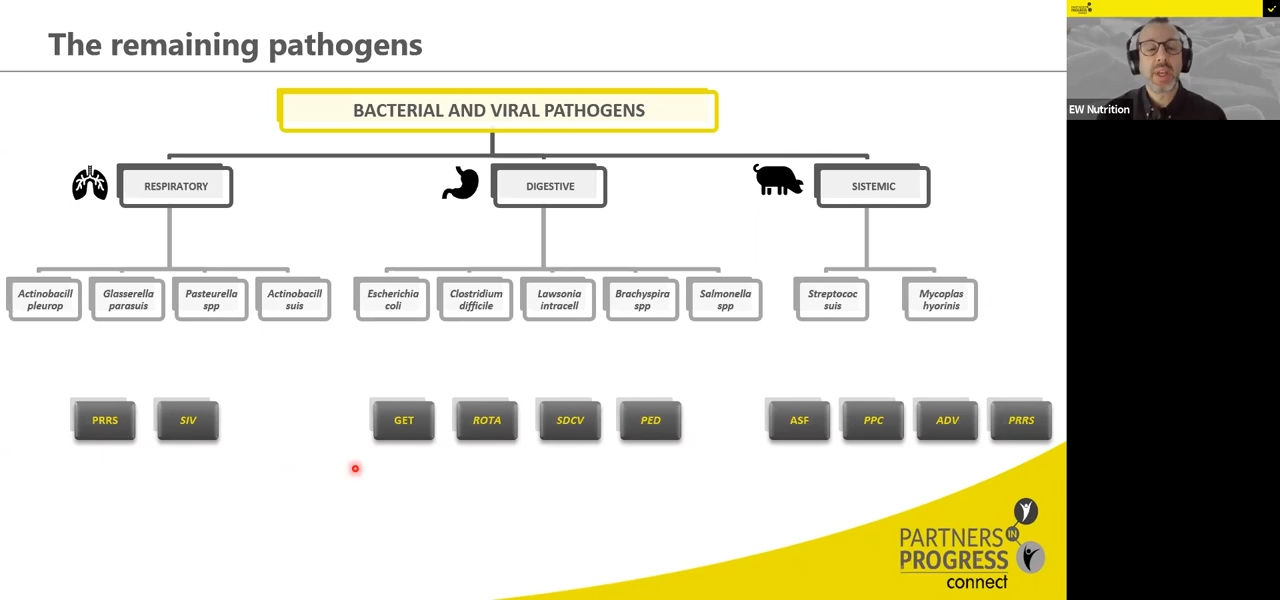 The remaining pathogens
BACTERIAL AND VIRAL PATHOGENS
RESPIRATORY
DIGESTIVE
SISTEMIC
Actinobacill
pleurop
Glasserella
parasuis
Pasteurella
spp
Actinobacill
suis
Escherichia
coli
Clostridium
difficile
Lawsonia
intracell
Brachyspira
spp
Salmonella
spp
Streptococ
suis
Mycoplas
hyorinis
PRRS
SIV
GET
ROTA
SDCV
PED
ASF
PPC
ADV
PRRS
PARTNERS
IN
PROGRESS
connect
EW Nutrition